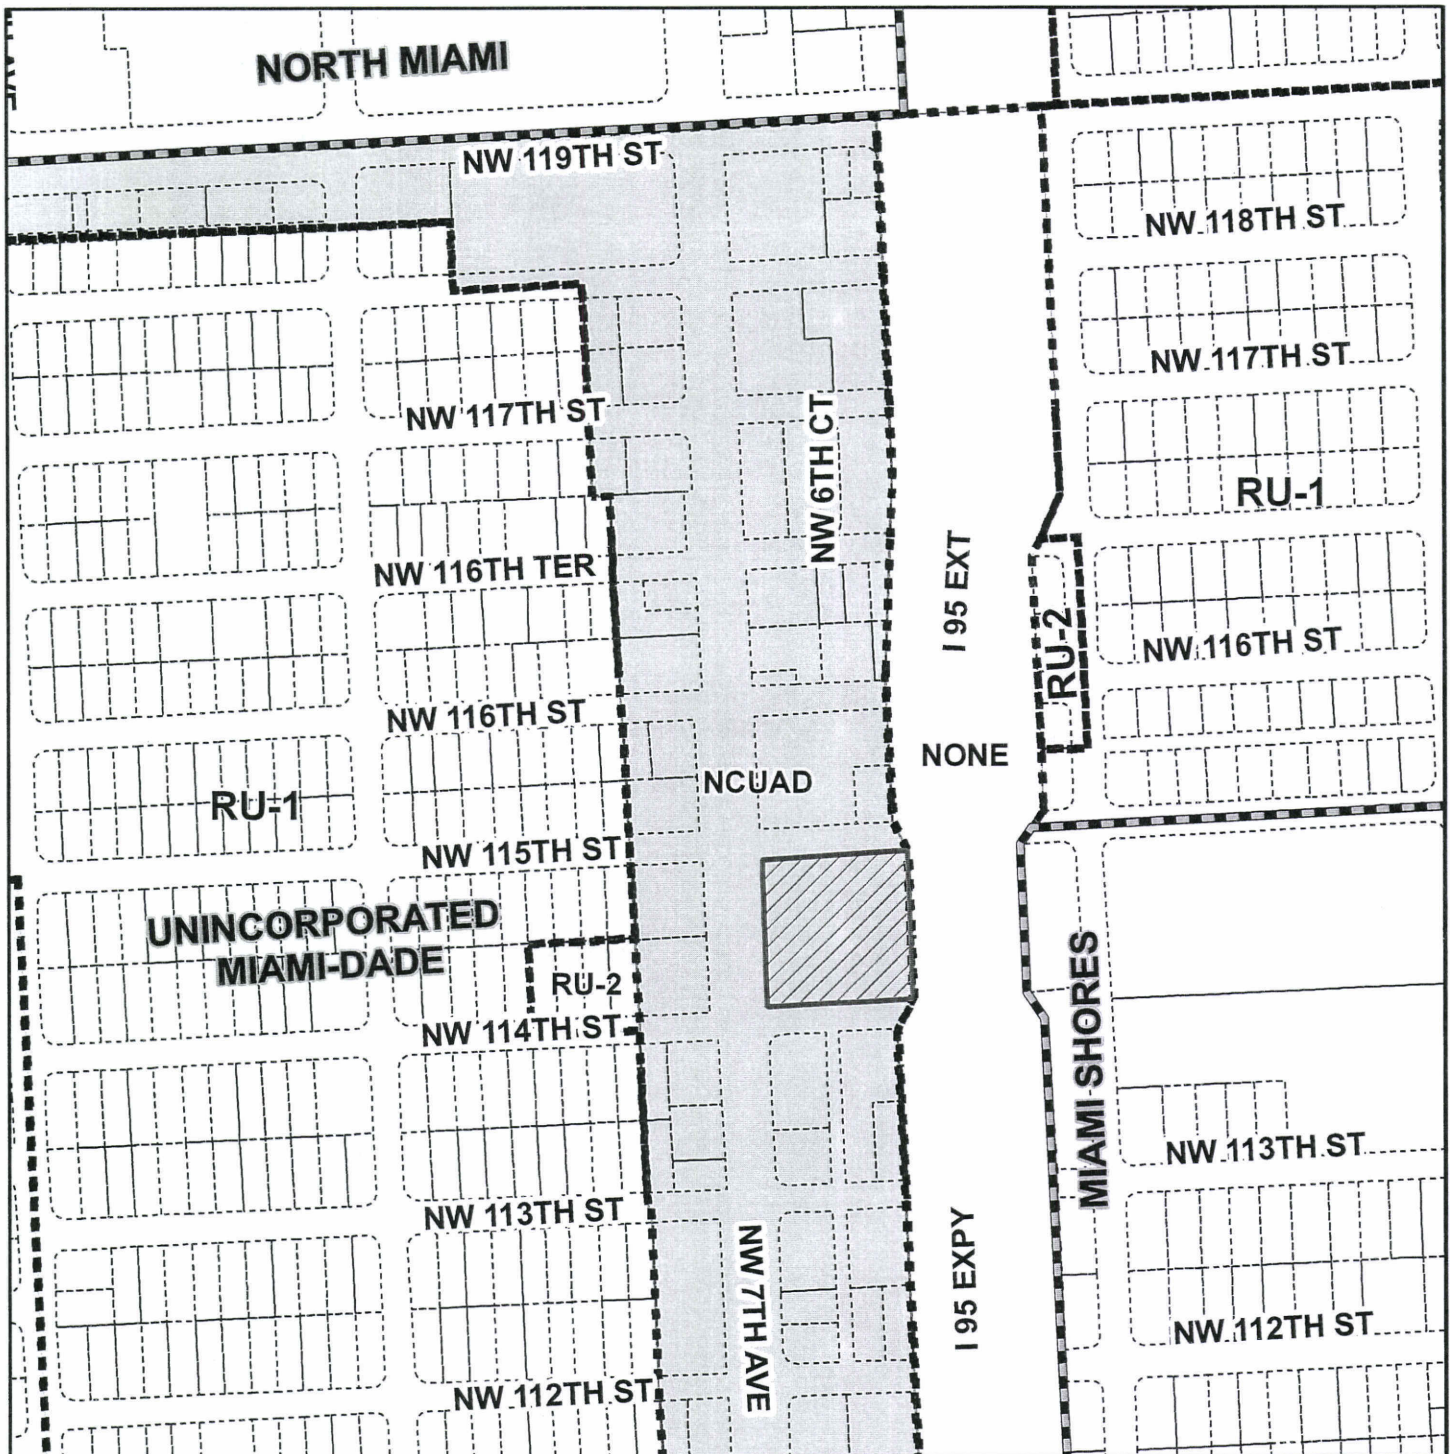 NORTH MIAMI
NW 119TH ST
NW 118TH ST
NW 117TH ST
NW 117TH ST
NW 6TH CT
RU-1
NW 116TH TER
I 95 EXT
RU-2
NW 116TH ST
NW 116TH ST
NONE
NCUAD
RU-1
NW 115TH ST
UNINCORPORATED
MIAMI-DADE
RU-2
NW 114TH ST
MIAMI SHORES
NW 113TH ST
NW 113TH ST
NW 7TH AVE
I 95 EXPY
NW 112TH ST
NW 112TH ST